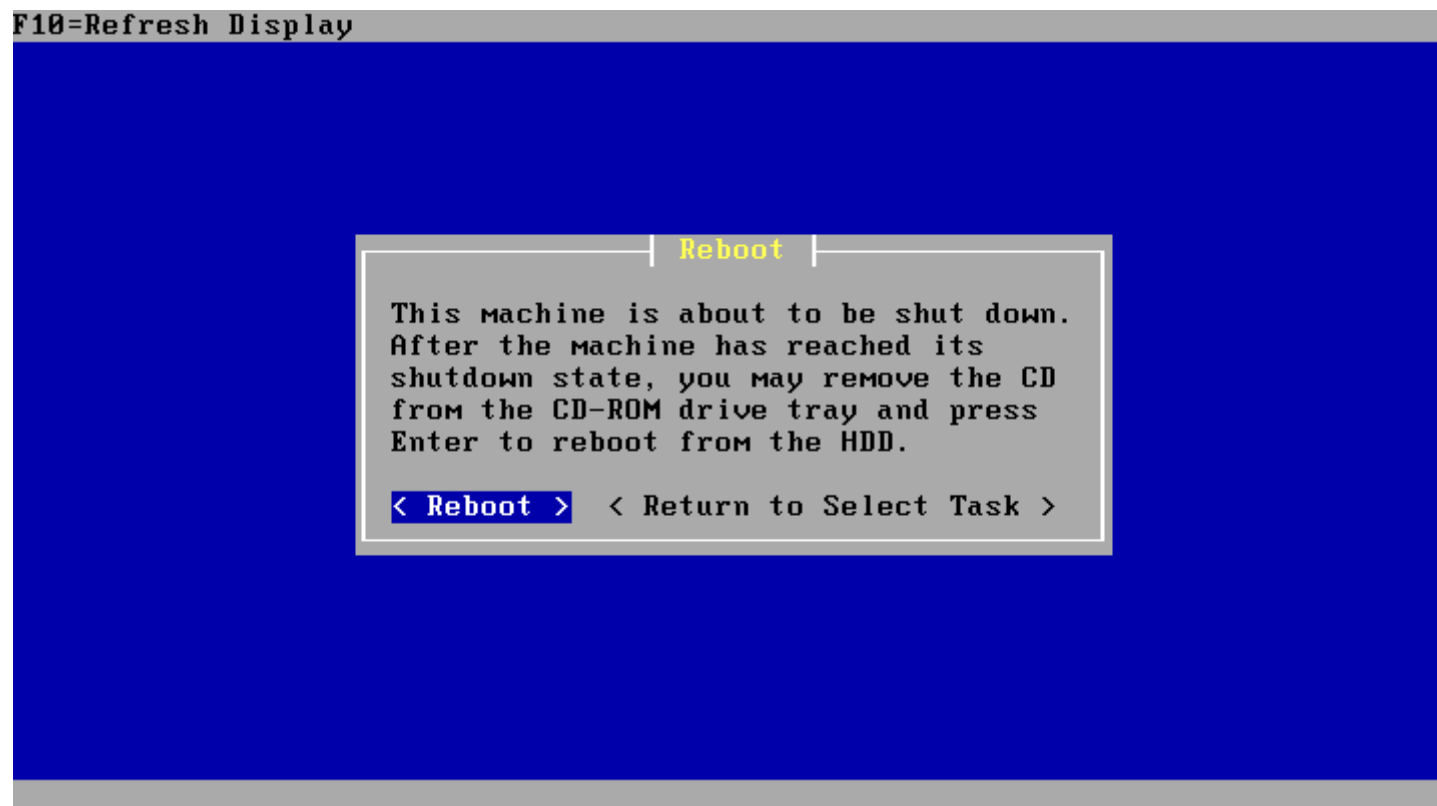 F10=Refresh Display
Reboot
This machine is about to be shut down.
After the machine has reached its
shutdown state, you may remove the CD
from the CD-ROM drive tray and press
Enter to reboot from the HDD.
< Reboot > < Return to Select Task >